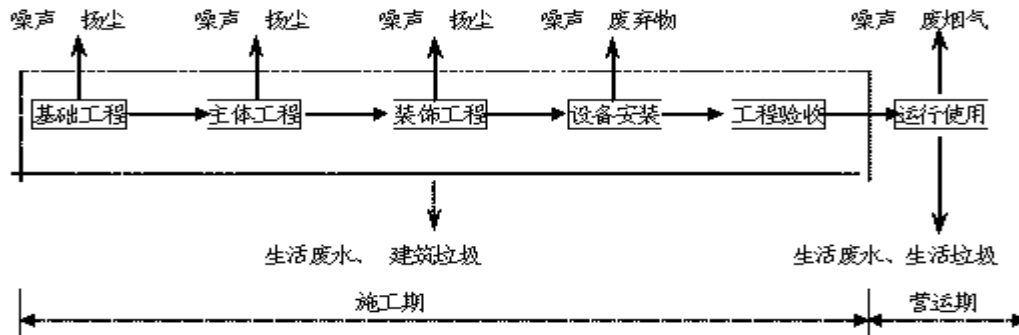 噪声 扬尘 噪声 扬尘 噪声 扬尘 噪声 废弃物 噪声 废烟气
基础工程 主体工程 装饰工程 设备安装 工程验收 运行使用
生活废水、 建筑垃圾 生活废水、生活垃圾
施工期 营运期